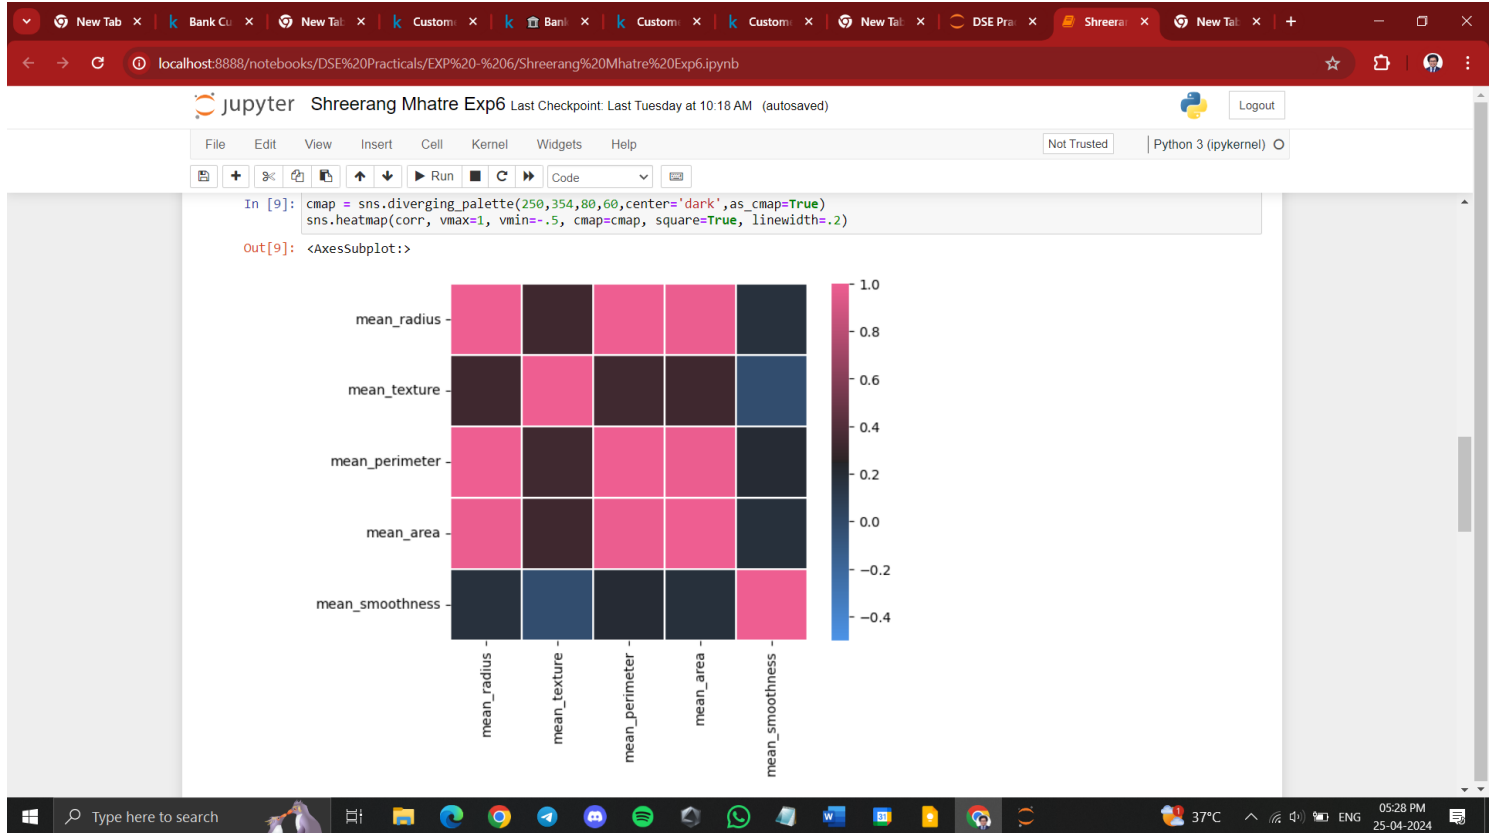 New Tab
Bank Cu
New Tab
Custom
Bank
Custom
Custom
New Tab
DSE Pra
Shreera
New Tab
localhost:8888/notebooks/DSE%20Practicals/EXP%20-%206/Shreerang%20Mhatre%20Exp6.ipynb
jupyter Shreerang Mhatre Exp6 Last Checkpoint: Last Tuesday at 10:18 AM (autosaved)
Logout
File Edit View Insert Cell Kernel Widgets Help
Not Trusted
Python 3 (ipykernel)
Run
Code
In [9]: cmap = sns.diverging_palette(250,354,80,60,center='dark',as_cmap=True)
sns.heatmap(corr, vmax=1, vmin=-.5, cmap=cmap, square=True, linewidth=.2)
Out[9]: <AxesSubplot:>
mean_radius
mean_texture
mean_perimeter
mean_area
mean_smoothness
mean_radius
mean_texture
mean_perimeter
mean_area
mean_smoothness
1.0
0.8
0.6
0.4
0.2
0.0
−0.2
−0.4
Type here to search
W
31
1
37°C
ENG
05:28 PM
25-04-2024